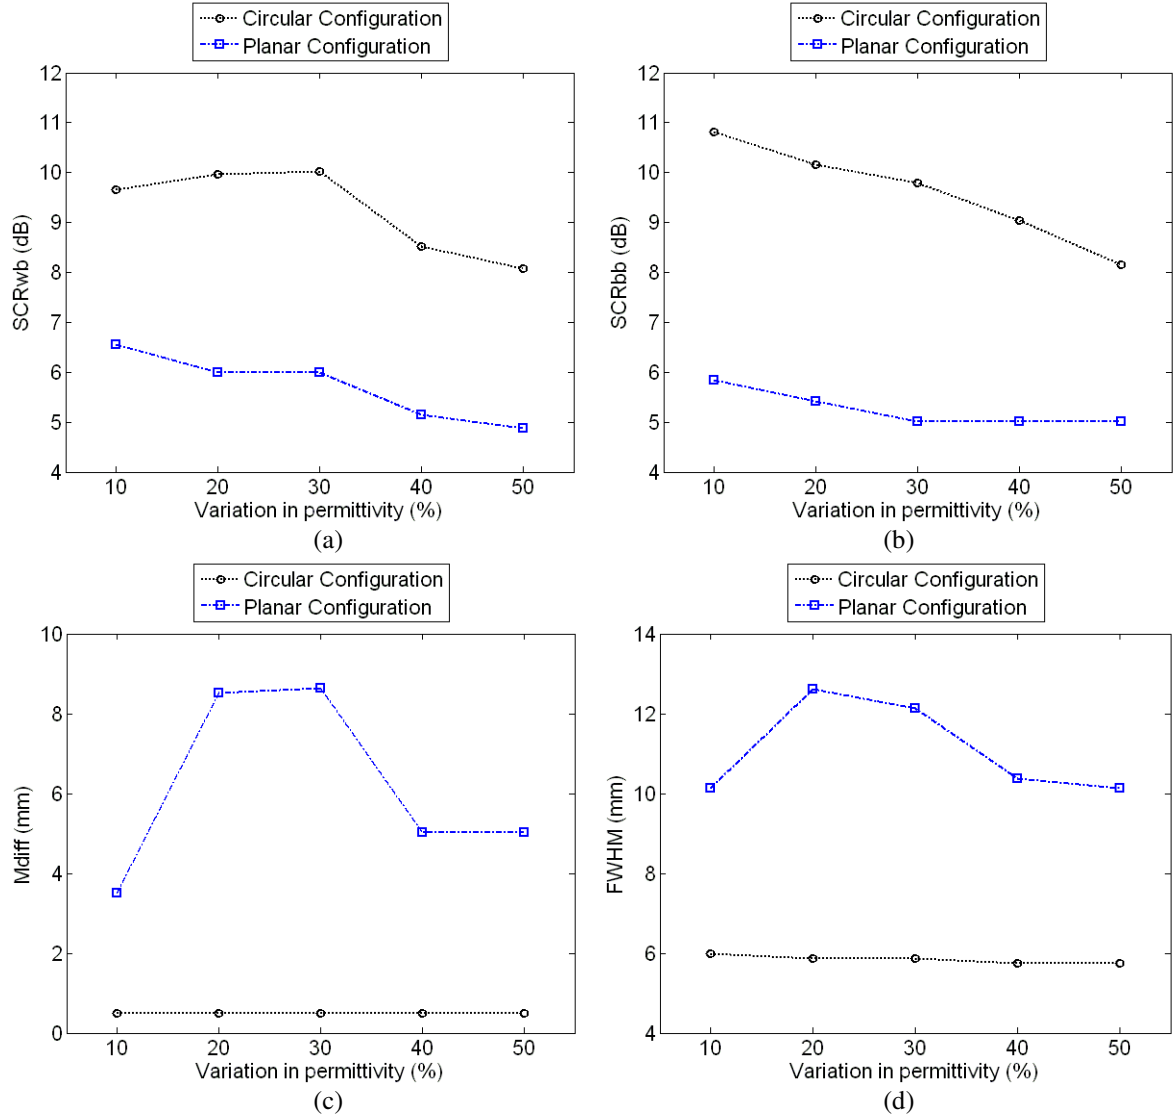 Circular Configuration
Planar Configuration
12
11
10
9
8
7
6
5
4
SCRwb (dB)
10 20 30 40 50
Variation in permittivity (%)
(a)
Circular Configuration
Planar Configuration
12
11
10
9
8
7
6
5
4
SCRbb (dB)
10 20 30 40 50
Variation in permittivity (%)
(b)
Circular Configuration
Planar Configuration
10
8
6
4
2
0
Mdiff (mm)
10 20 30 40 50
Variation in permittivity (%)
(c)
Circular Configuration
Planar Configuration
14
12
10
8
6
4
FWHM (mm)
10 20 30 40 50
Variation in permittivity (%)
(d)